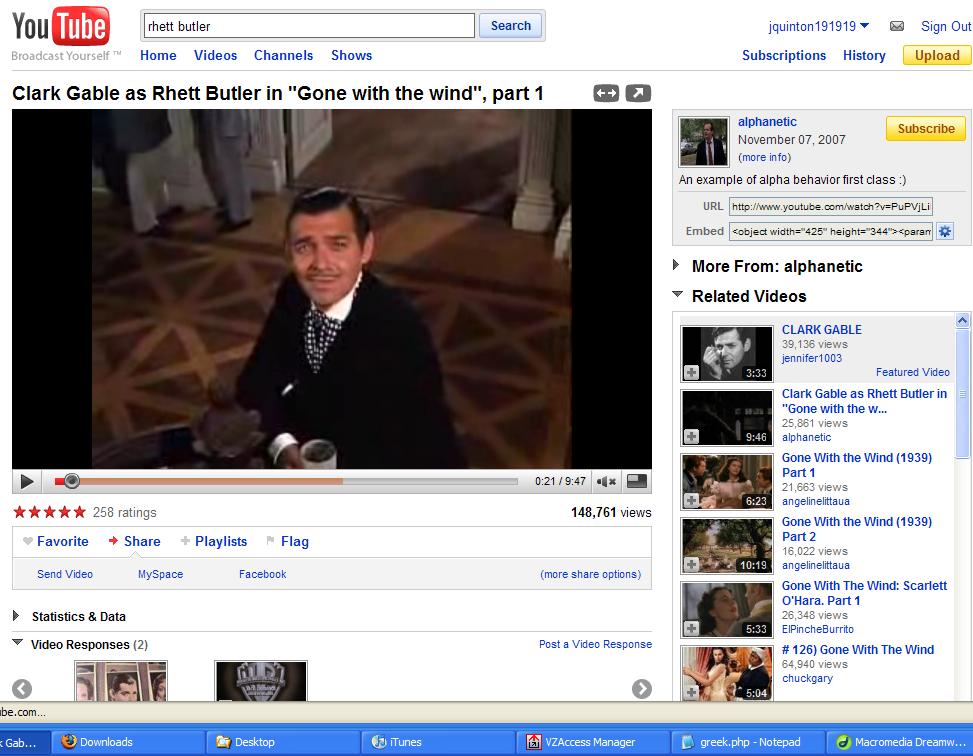 YouTube
Broadcast Yourself ™
rhett butler
Search
jquinton191919
Sign Out
Home Videos Channels Shows
Subscriptions History Upload
Clark Gable as Rhett Butler in "Gone with the wind", part 1
0:21 / 9:47
258 ratings
148,761 views
Favorite Share Playlists Flag
Send Video MySpace Facebook (more share options)
Statistics & Data
Video Responses (2)
Post a Video Response
alphanetic
November 07, 2007
(more info)
Subscribe
An example of alpha behavior first class :)
URL http://www.youtube.com/watch?v=PuPVjLi
Embed <object width="425" height="344"><param
More From: alphanetic
Related Videos
3:33
CLARK GABLE
39,136 views
jennifer1003
Featured Video
9:46
Clark Gable as Rhett Butler in
"Gone with the w...
25,861 views
alphanetic
6:23
Gone With the Wind (1939)
Part 1
21,663 views
angelinelittaua
10:19
Gone With the Wind (1939)
Part 2
16,022 views
angelinelittaua
5:33
Gone With The Wind: Scarlett
O'Hara. Part 1
26,348 views
ElPincheBurrito
5:04
# 126) Gone With The Wind
64,940 views
chuckgary
ube.com...
k Gab... Downloads Desktop iTunes VZAccess Manager greek.php - Notepad Macromedia Dreamw...